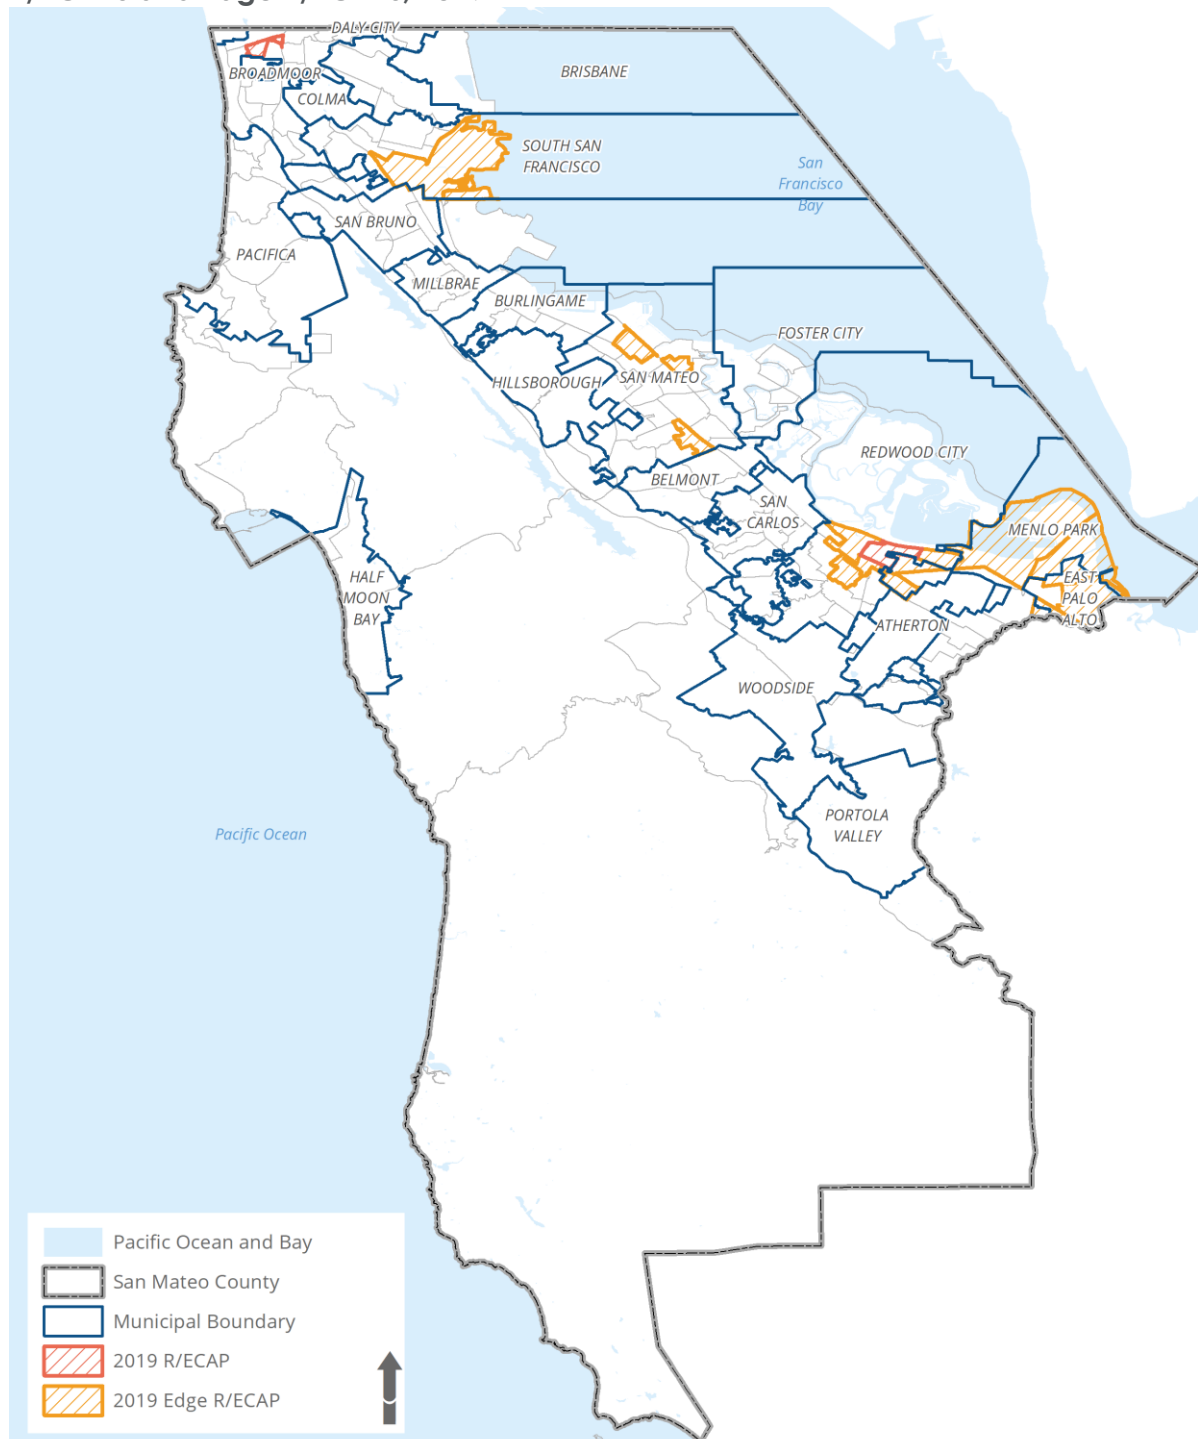 DALY CITY
BROADMOOR
BRISBANE
COLMA
SOUTH SAN
FRANCISCO
San
Francisco
Bay
SAN BRUNO
PACIFICA
MILLBRAE
BURLINGAME
FOSTER CITY
HILLSBOROUGH
SAN MATEO
REDWOOD CITY
BELMONT
SAN
CARLOS
MENLO PARK
HALF
MOON
BAY
EAST
PALO
ALTO
ATHERTON
WOODSIDE
PORTOLA
VALLEY
Pacific Ocean
Pacific Ocean and Bay
San Mateo County
Municipal Boundary
2019 R/ECAP
2019 Edge R/ECAP